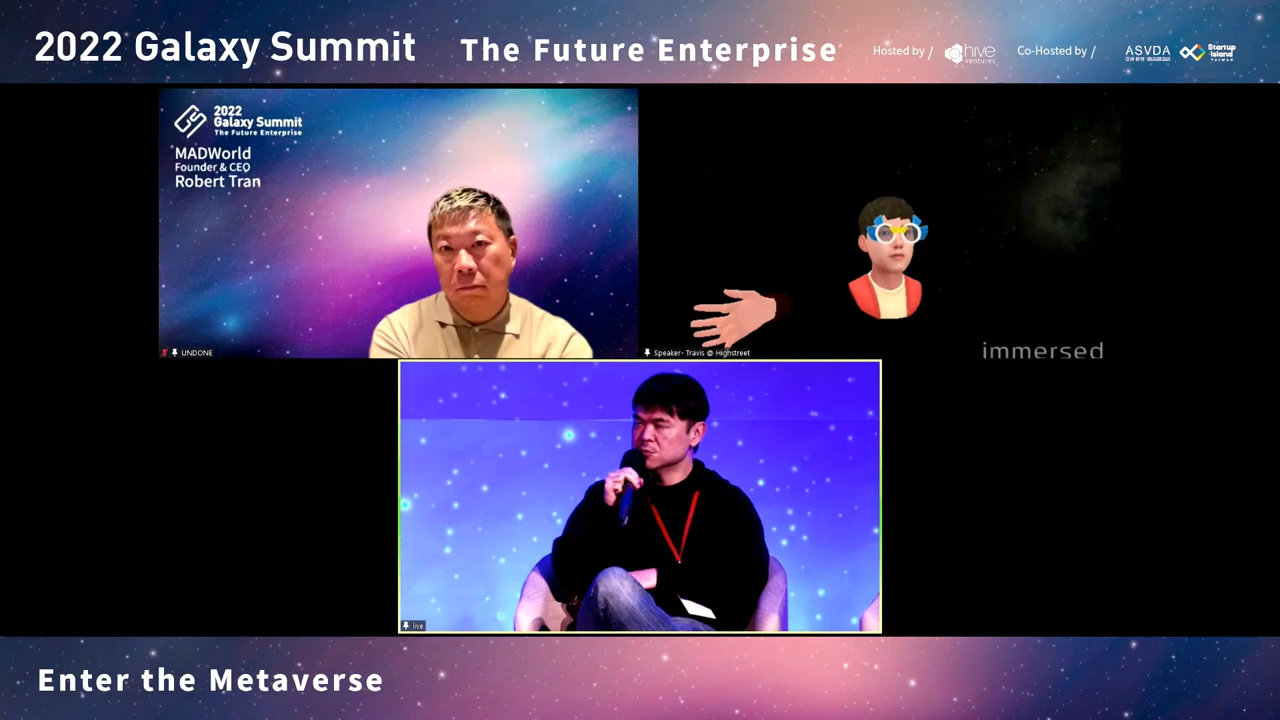 2022 Galaxy Summit
The Future Enterprise
Hosted by /
hive
ventures
Co-Hosted by /
ASVDA
Startup
Island
TAIWAN
2022
Galaxy Summit
The Future Enterprise
MADWorld
Founder & CEO
Robert Tran
UNDONE
Speaker- Travis @ Highstreet
immersed
live
Enter the Metaverse